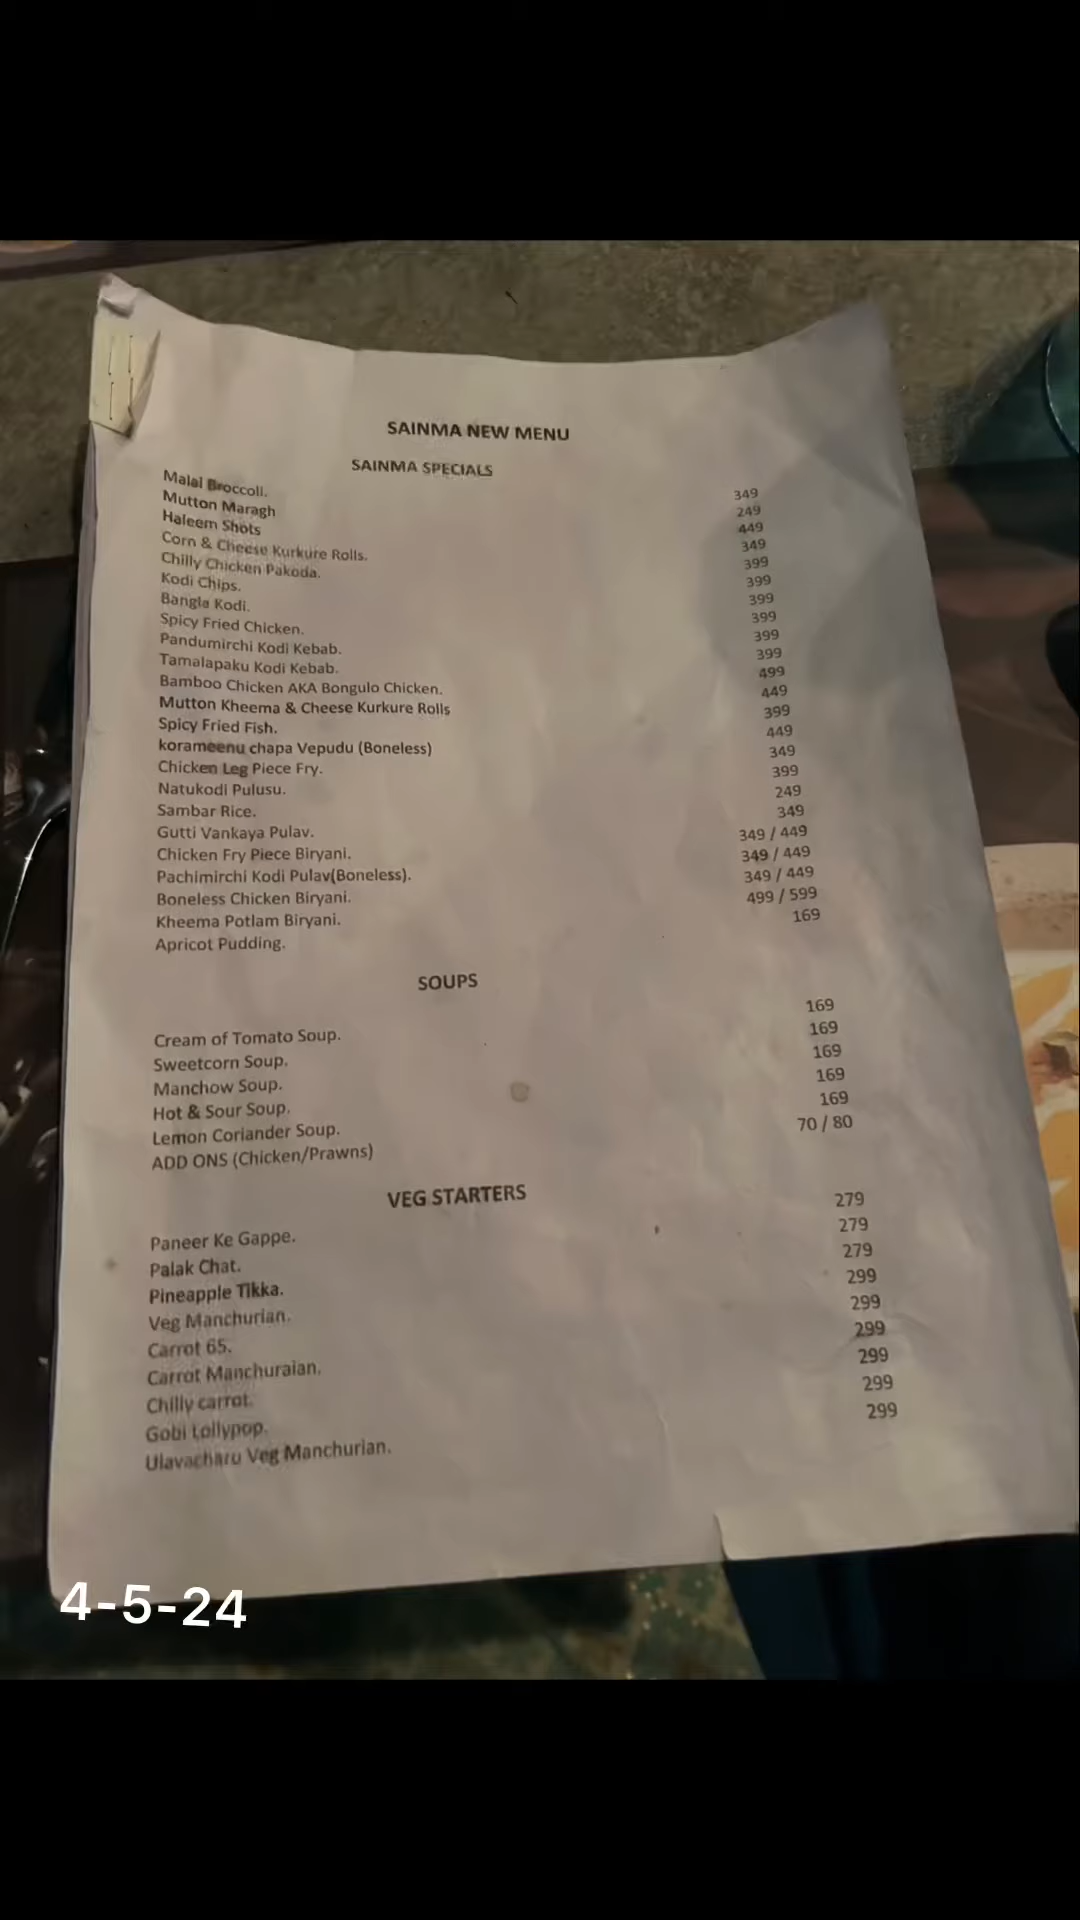 SAINMA NEW MENU
SAINMA SPECIALS
Malai Broccoli. 349
Mutton Maragh 249
Haleem Shots 449
Corn & Cheese Kurkure Rolls. 349
Chilly Chicken Pakoda. 399
Kodi Chips. 399
Bangla Kodi. 399
Spicy Fried Chicken. 399
Pandumirchi Kodi Kebab. 399
Tamalapaku Kodi Kebab. 399
Bamboo Chicken AKA Bongulo Chicken. 499
Mutton Kheema & Cheese Kurkure Rolls 449
Spicy Fried Fish. 399
korameenu chapa Vepudu (Boneless) 449
Chicken Leg Piece Fry. 349
Natukodi Pulusu. 399
Sambar Rice. 249
Gutti Vankaya Pulav. 349
Chicken Fry Piece Biryani. 349 / 449
Pachimirchi Kodi Pulav(Boneless). 349 / 449
Boneless Chicken Biryani. 349 / 449
Kheema Potlam Biryani. 499 / 599
Apricot Pudding. 169
SOUPS
Cream of Tomato Soup. 169
Sweetcorn Soup. 169
Manchow Soup. 169
Hot & Sour Soup. 169
Lemon Coriander Soup. 169
ADD ONS (Chicken/Prawns) 70 / 80
VEG STARTERS
Paneer Ke Gappe. 279
Palak Chat. 279
Pineapple Tikka. 279
Veg Manchurian. 299
Carrot 65. 299
Carrot Manchuraian. 299
Chilly carrot. 299
Gobi Lollypop. 299
Ulavacharu Veg Manchurian. 299
4-5-24